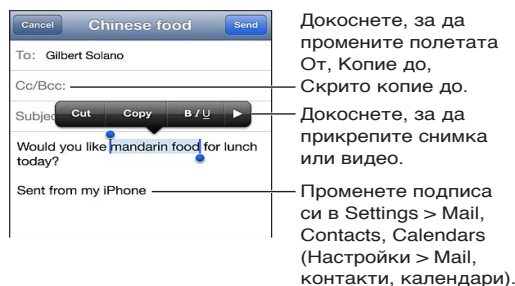 Cancel Chinese food Send
To: Gilbert Solano
Cc/Bcc:
Subjec
Cut Copy B / U ▶
Would you like mandarin food for lunch
today?
Sent from my iPhone
Докоснете, за да
промените полетата
От, Копие до,
Скрито копие до.
Докоснете, за да
прикрепите снимка
или видео.
Променете подписа
си в Settings > Mail,
Contacts, Calendars
(Настройки > Mail,
контакти, календари).